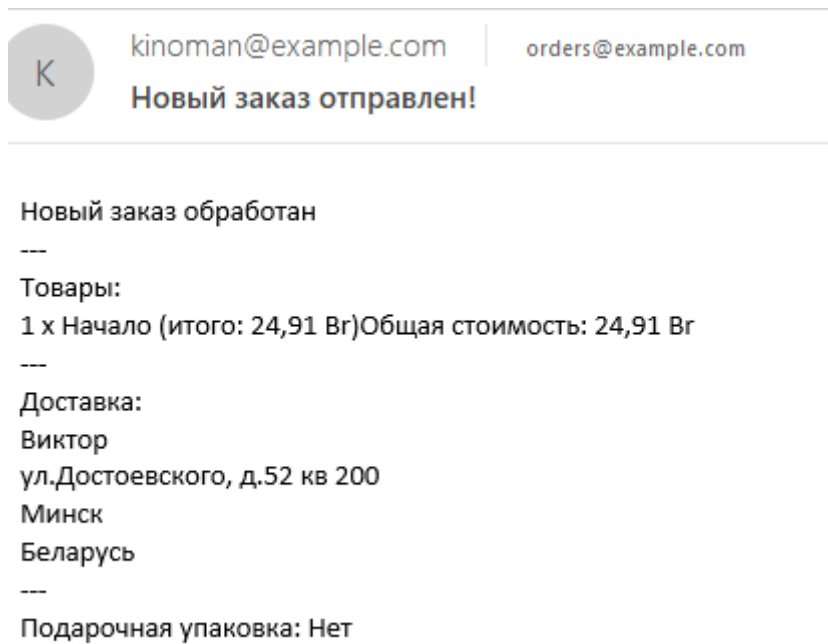 K
kinoman@example.com orders@example.com
Новый заказ отправлен!
Новый заказ обработан
---
Товары:
1 x Начало (итого: 24,91 Br)Общая стоимость: 24,91 Br
---
Доставка:
Виктор
ул.Достоевского, д.52 кв 200
Минск
Беларусь
---
Подарочная упаковка: Нет